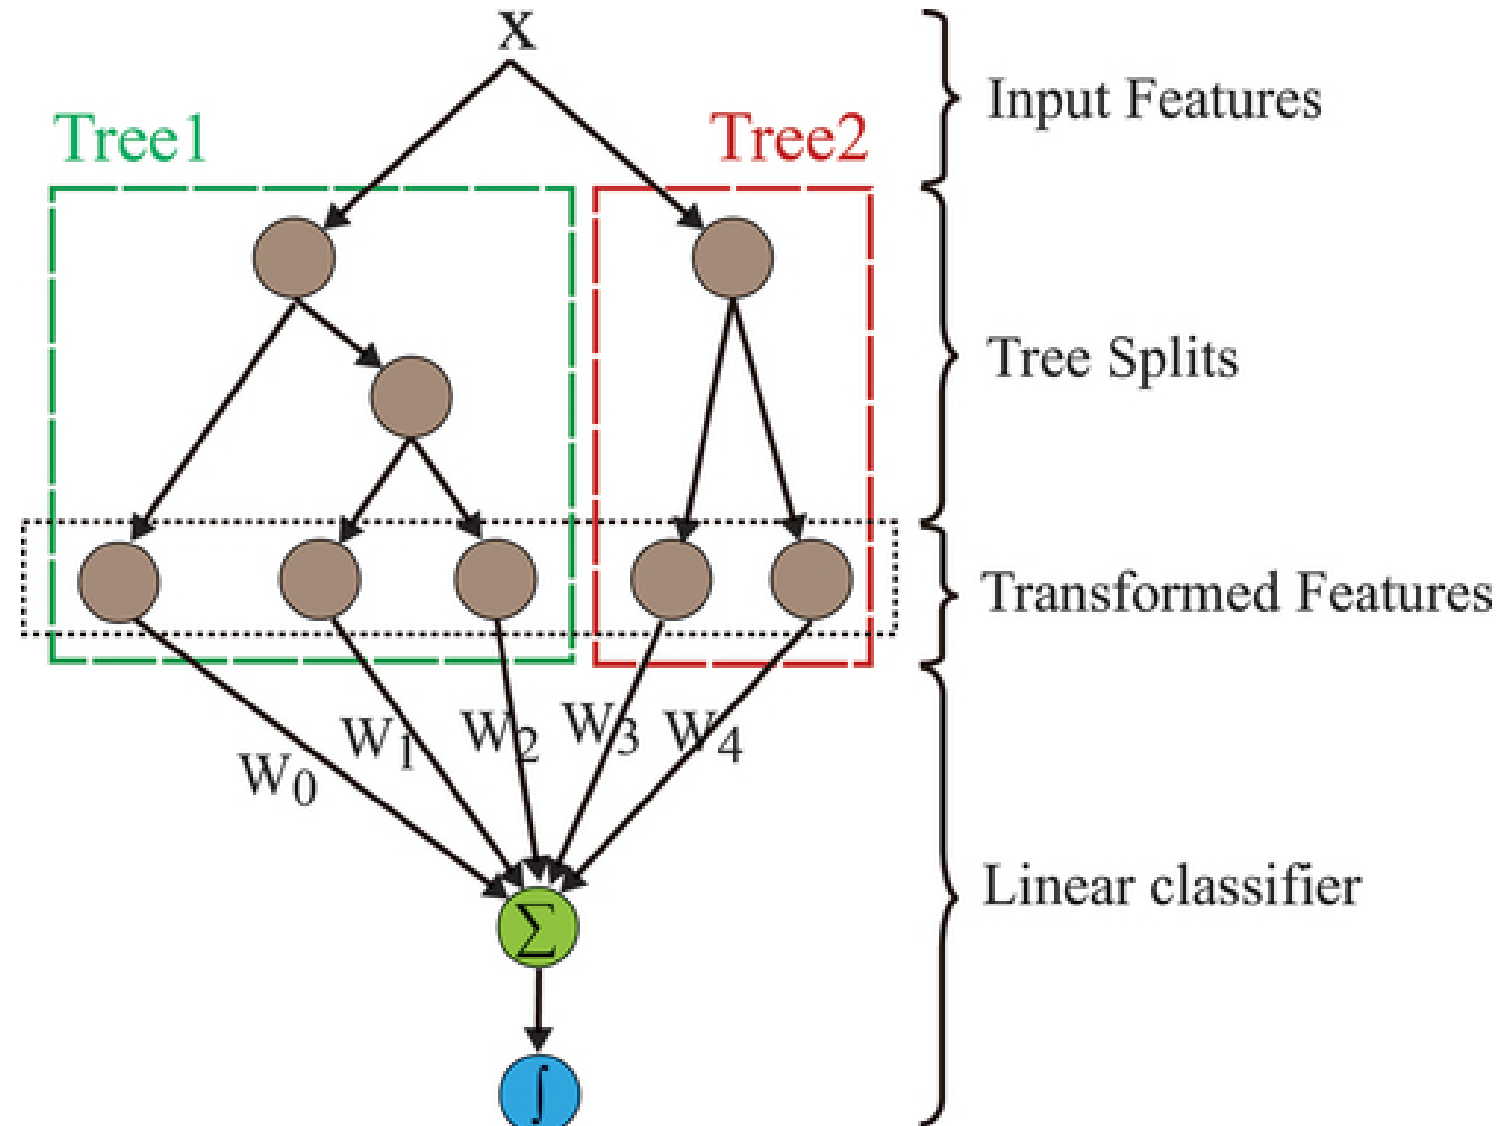 X
Input Features
Tree1
Tree2
Tree Splits
Transformed Features
W0
W1
W2
W3
W4
Linear classifier
Σ
∫